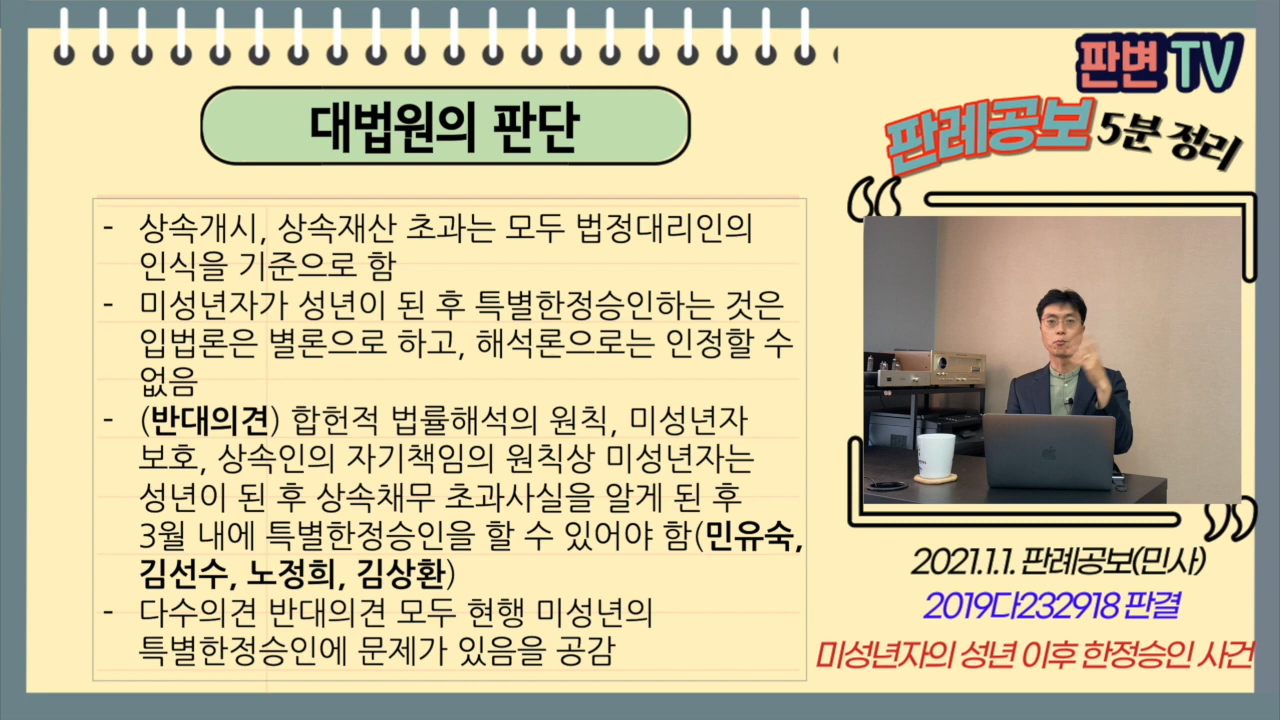 대법원의 판단
- 상속개시, 상속재산 초과는 모두 법정대리인의
인식을 기준으로 함
- 미성년자가 성년이 된 후 특별한정승인하는 것은
입법론은 별론으로 하고, 해석론으로는 인정할 수
없음
- (반대의견) 합헌적 법률해석의 원칙, 미성년자
보호, 상속인의 자기책임의 원칙상 미성년자는
성년이 된 후 상속채무 초과사실을 알게 된 후
3월 내에 특별한정승인을 할 수 있어야 함(민유숙,
김선수, 노정희, 김상환)
- 다수의견 반대의견 모두 현행 미성년의
특별한정승인에 문제가 있음을 공감
판변 TV
판례공보 5분 정리
2021.1.1. 판례공보(민사)
2019다232918 판결
미성년자의 성년 이후 한정승인 사건